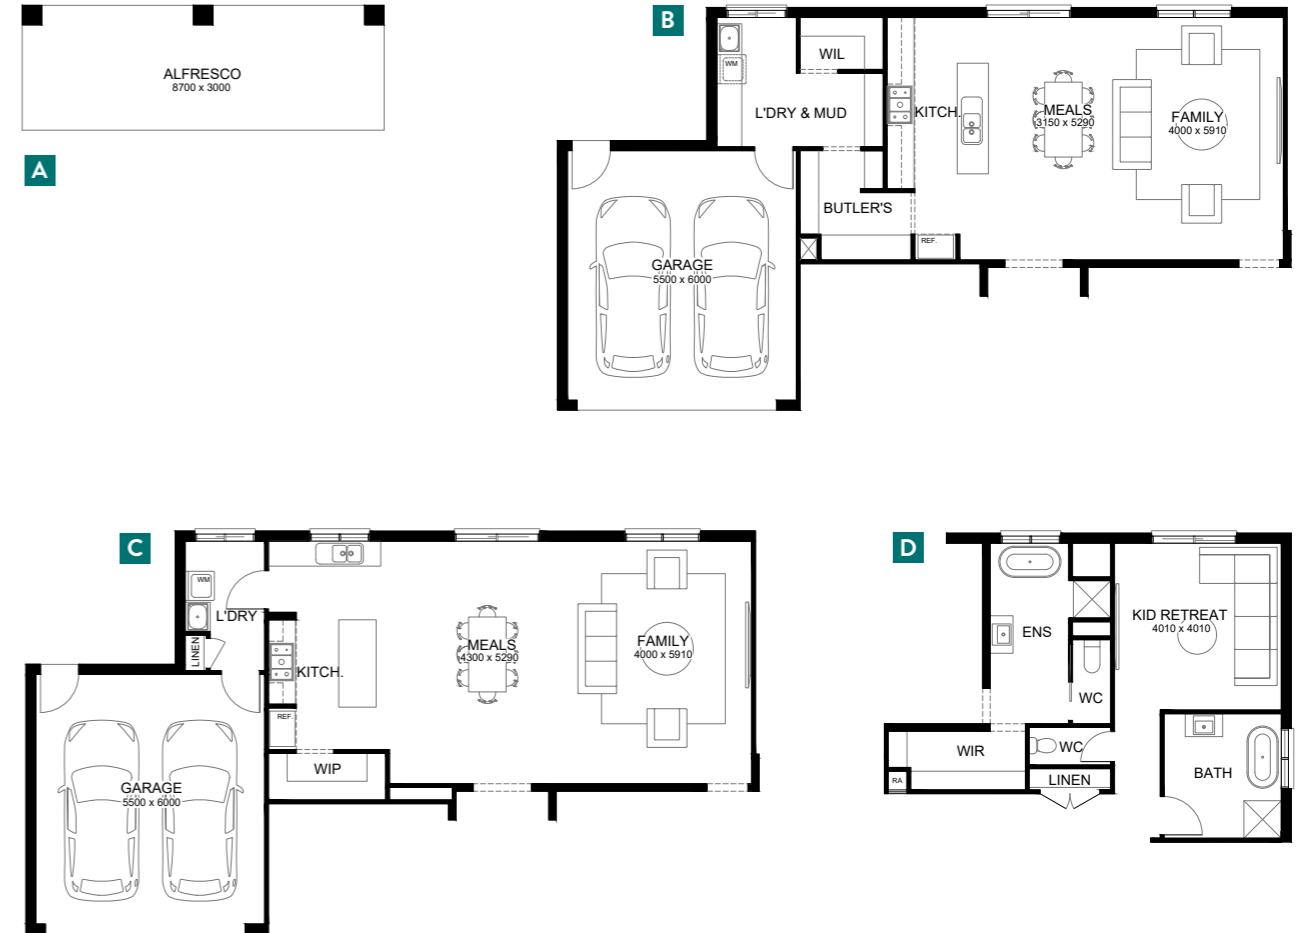 ALFRESCO
8700 x 3000
A
B
WIL
WM
L'DRY & MUD
KITCH.
MEALS
3150 x 5290
FAMILY
4000 x 5910
BUTLER'S
REF.
GARAGE
5500 x 6000
C
WM
L'DRY
LINEN
KITCH.
MEALS
4300 x 5290
FAMILY
4000 x 5910
REF.
WIP
GARAGE
5500 x 6000
D
ENS
KID RETREAT
4010 x 4010
WC
WIR
WC
RA
LINEN
BATH